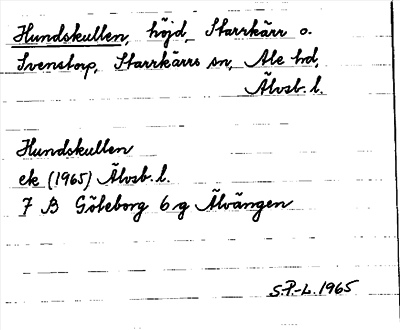 Hundskullen, höjd, Starrkärr o.
Svenstorp, Starrkärrs sn, Ale hd,
Älvsb. l.
Hundskullen
ek (1965) Älvsb. l.
7 B Göteborg 6 g Älvängen
S.P.-L. 1965